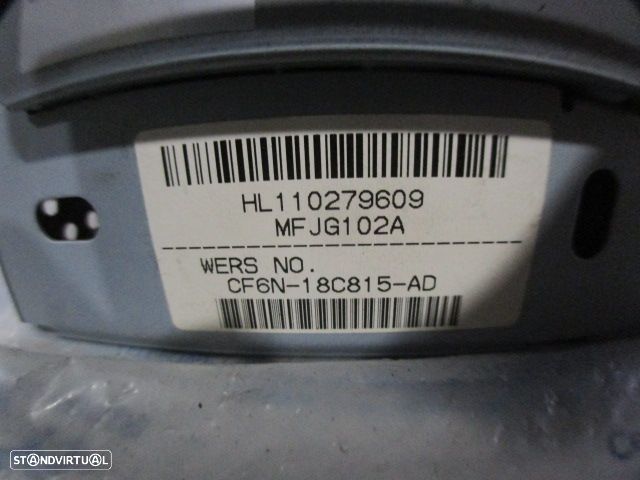 HL110279609
MFJG102A
WERS NO.
CF6N-18C815-AD
STANDVIRTUAL